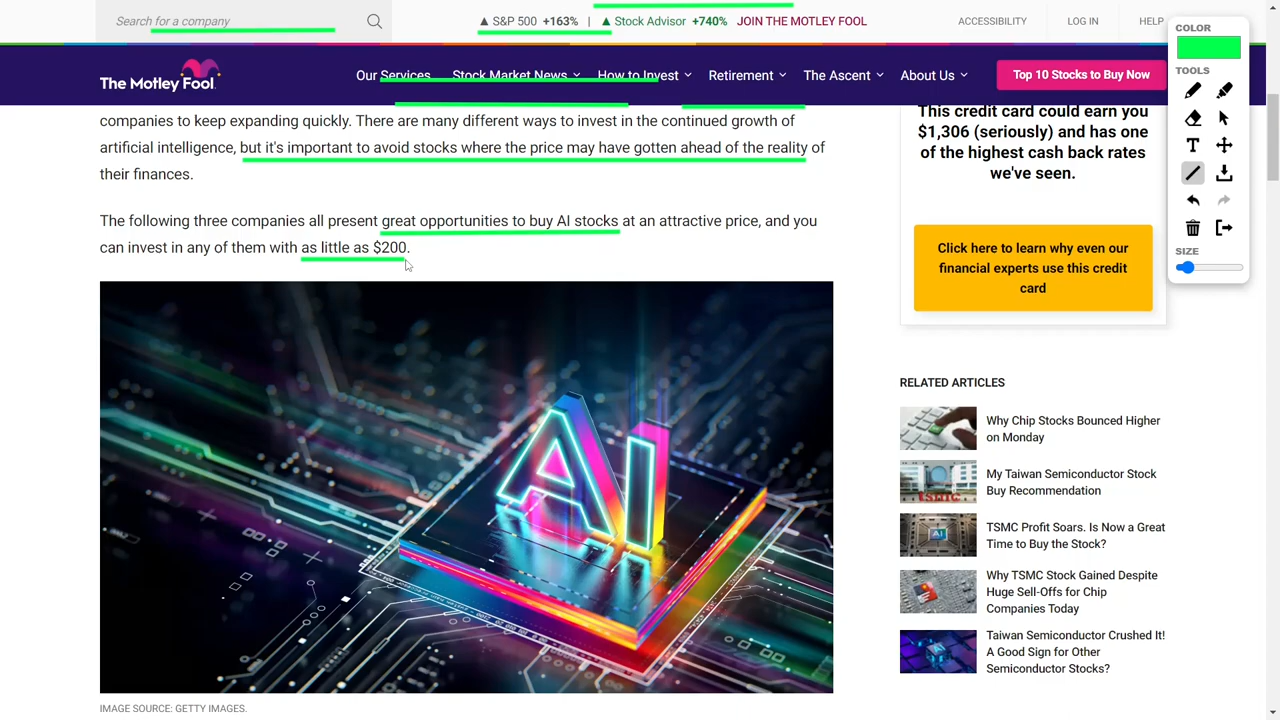 Search for a company
S&P 500 +163% | Stock Advisor +740% JOIN THE MOTLEY FOOL
ACCESSIBILITY LOG IN HELP
The Motley Fool
Our Services Stock Market News How to Invest Retirement The Ascent About Us
Top 10 Stocks to Buy Now
companies to keep expanding quickly. There are many different ways to invest in the continued growth of
artificial intelligence, but it's important to avoid stocks where the price may have gotten ahead of the reality of
their finances.
The following three companies all present great opportunities to buy AI stocks at an attractive price, and you
can invest in any of them with as little as $200.
AI
IMAGE SOURCE: GETTY IMAGES.
This credit card could earn you
$1,306 (seriously) and has one
of the highest cash back rates
we've seen.
Click here to learn why even our
financial experts use this credit
card
RELATED ARTICLES
Why Chip Stocks Bounced Higher
on Monday
My Taiwan Semiconductor Stock
Buy Recommendation
TSMC Profit Soars. Is Now a Great
Time to Buy the Stock?
Why TSMC Stock Gained Despite
Huge Sell-Offs for Chip
Companies Today
Taiwan Semiconductor Crushed It!
A Good Sign for Other
Semiconductor Stocks?
COLOR
TOOLS
T
SIZE